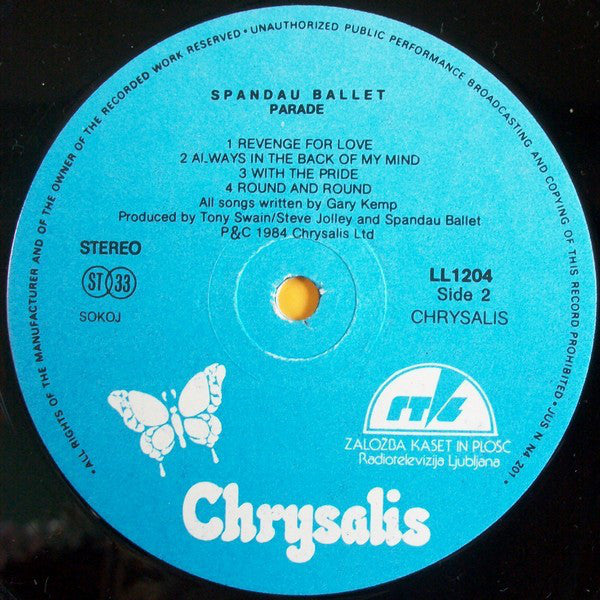 ALL RIGHTS OF THE MANUFACTURER AND OF THE OWNER OF THE RECORDED WORK RESERVED • UNAUTHORIZED PUBLIC PERFORMANCE BROADCASTING AND COPYING OF THIS RECORD PROHIBITED • JUS N N4 201 •
SPANDAU BALLET
PARADE
1 REVENGE FOR LOVE
2 ALWAYS IN THE BACK OF MY MIND
3 WITH THE PRIDE
4 ROUND AND ROUND
All songs written by Gary Kemp
Produced by Tony Swain/Steve Jolley and Spandau Ballet
P&C 1984 Chrysalis Ltd
STEREO
ST 33
SOKOJ
LL1204
Side 2
CHRYSALIS
RTL
ZALOŽBA KASET IN PLOŠČ
Radiotelevizija Ljubljana
Chrysalis